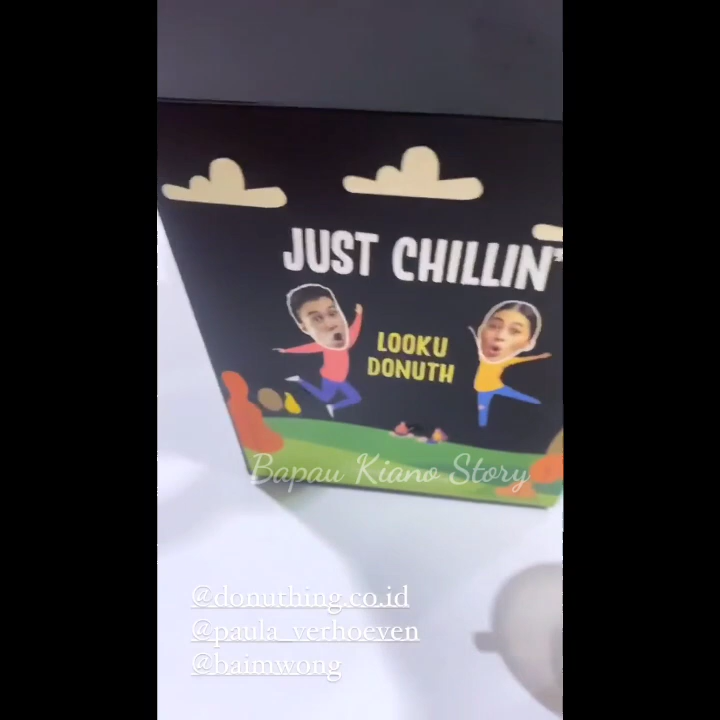 JUST CHILLIN'
LOOKU
DONUTH
Bapau Kiano Story
@donuthing.co.id
@paula_verhoeven
@baimwong